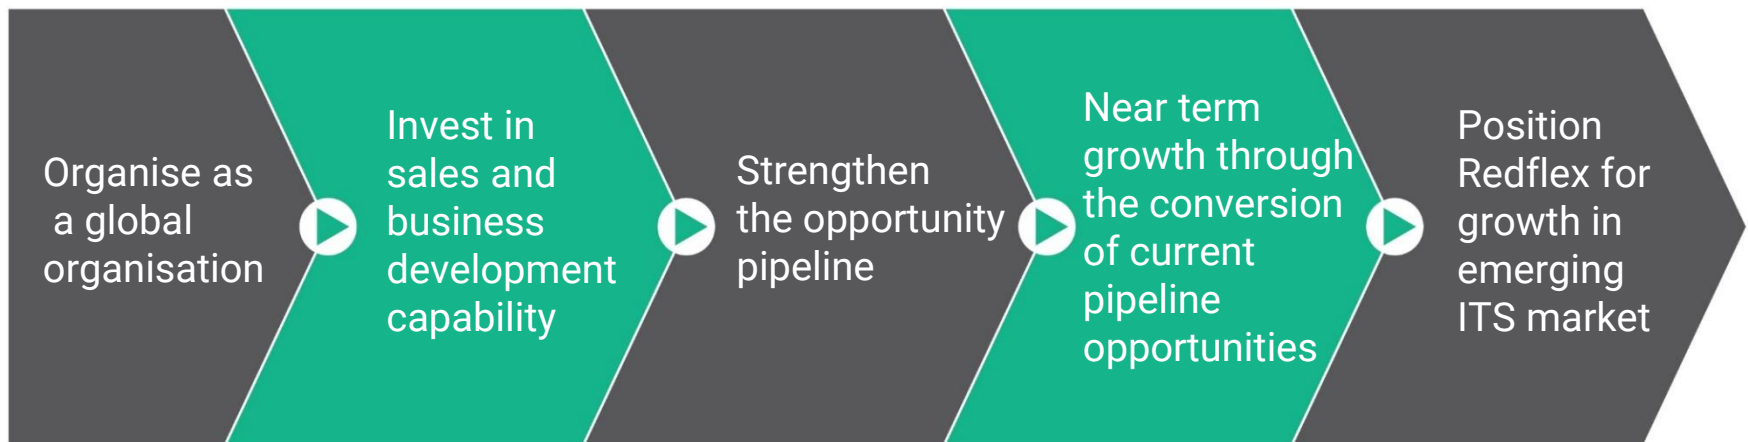 Organise as
a global
organisation
Invest in
sales and
business
development
capability
Strengthen
the opportunity
pipeline
Near term
growth through
the conversion
of current
pipeline
opportunities
Position
Redflex for
growth in
emerging
ITS market